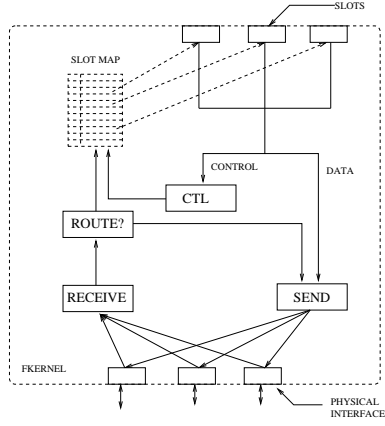 SLOTS
SLOT MAP
CONTROL
DATA
CTL
ROUTE?
RECEIVE
SEND
FKERNEL
PHYSICAL
INTERFACE